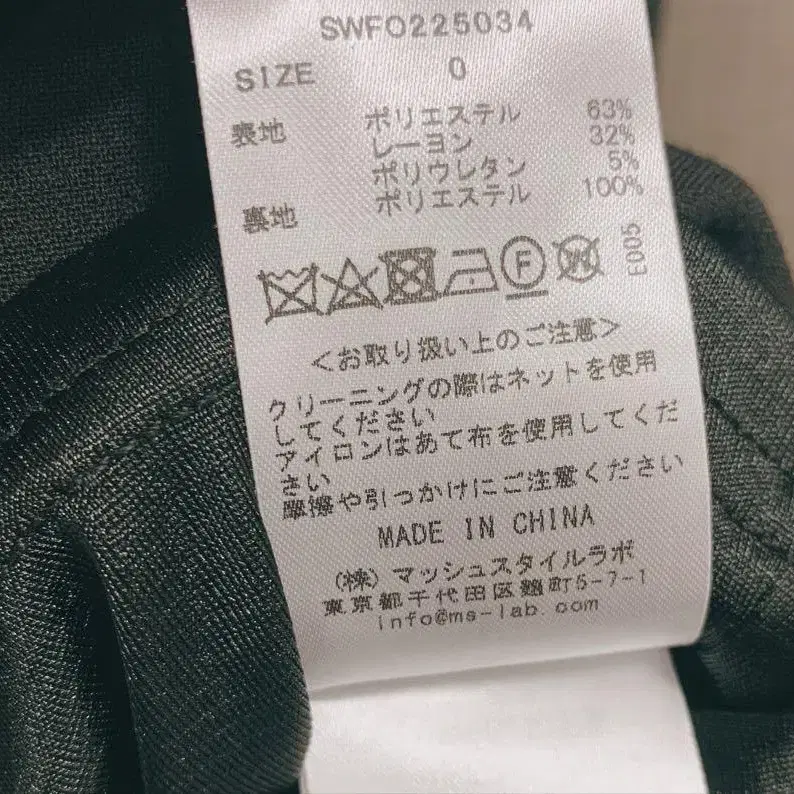 SWFO225034
SIZE 0
表地 ポリエステル 63%
レーヨン 32%
ポリウレタン 5%
裏地 ポリエステル 100%
F
W
E005
<お取り扱い上のご注意>
クリーニングの際はネットを使用
してください
アイロンはあて布を使用してくだ
さい
摩擦や引っかけにご注意ください
MADE IN CHINA
(株)マッシュスタイルラボ
東京都千代田区麹町5-7-1
info@ms-lab.com